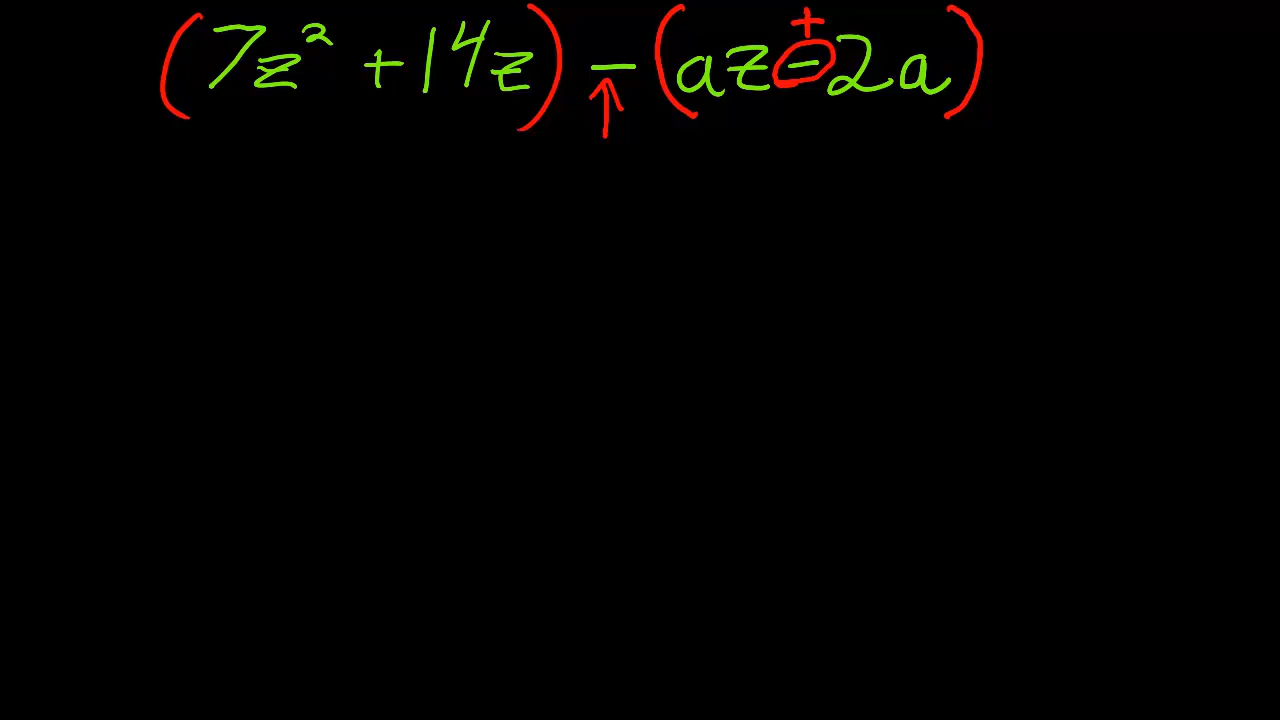 (7z² + 14z) - (az - 2a)
+